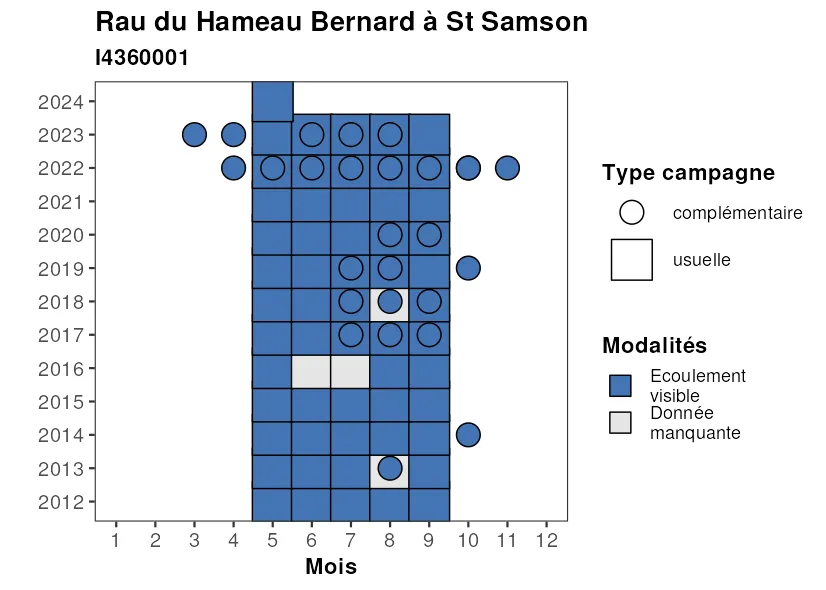 Rau du Hameau Bernard à St Samson
I4360001
2024
2023
2022
2021
2020
2019
2018
2017
2016
2015
2014
2013
2012
1 2 3 4 5 6 7 8 9 10 11 12
Mois
Type campagne
complémentaire
usuelle
Modalités
Ecoulement
visible
Donnée
manquante